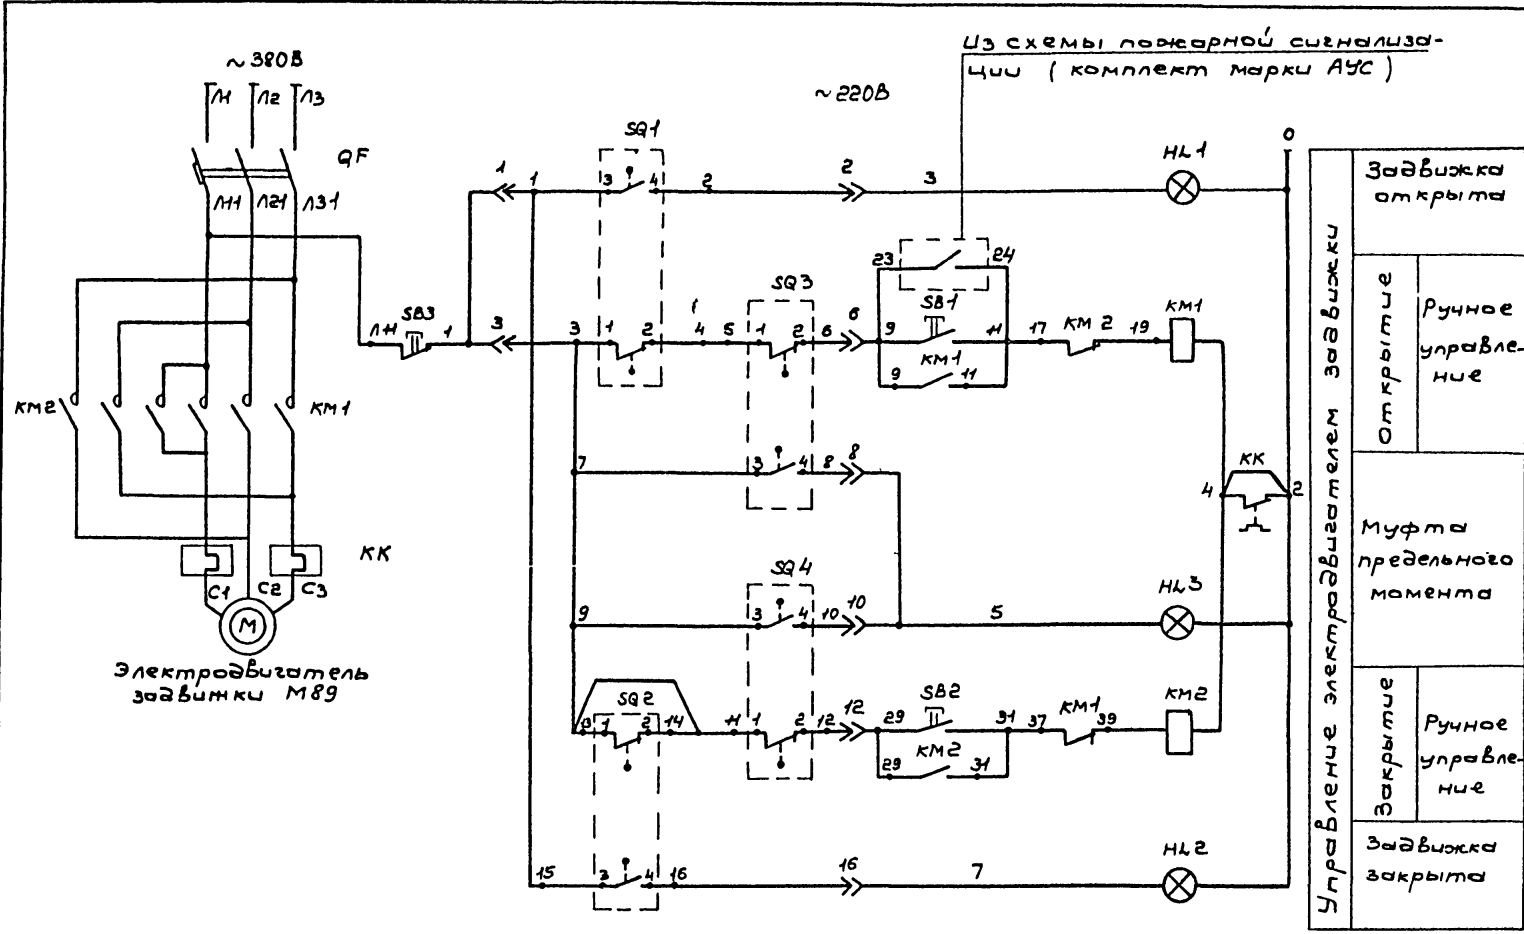 Из схемы пожарной сигнализа-
ции ( комплект марки АУС )
~380В
~220В
Л1 Л2 Л3
QF
Л11 Л21 Л31
SQ1
HL1
0
1 1 3 4 2 2 3
23 24
SQ3
SB1
SB3
Л11 1 3 3 1 2 4 5 1 2 6 6 9 11 17 КМ2 19 КМ1
КМ1
9 11
КМ2
КМ1
7 3 4 8 8
КК
4 2
КК
С1 С2 С3
М
Электродвигатель
задвижки М89
SQ4
HL3
9 3 4 10 10 5
SQ2
SB2
КМ1
КМ2
13 1 2 14 11 1 2 12 12 29 31 37 39
КМ2
29 31
HL2
15 3 4 16 16 7
Управление электродвигателем задвижки
Задвижка
открыта
Открытие
Ручное
управле-
ние
Муфта
предельного
момента
Закрытие
Ручное
управле-
ние
Задвижка
закрыта